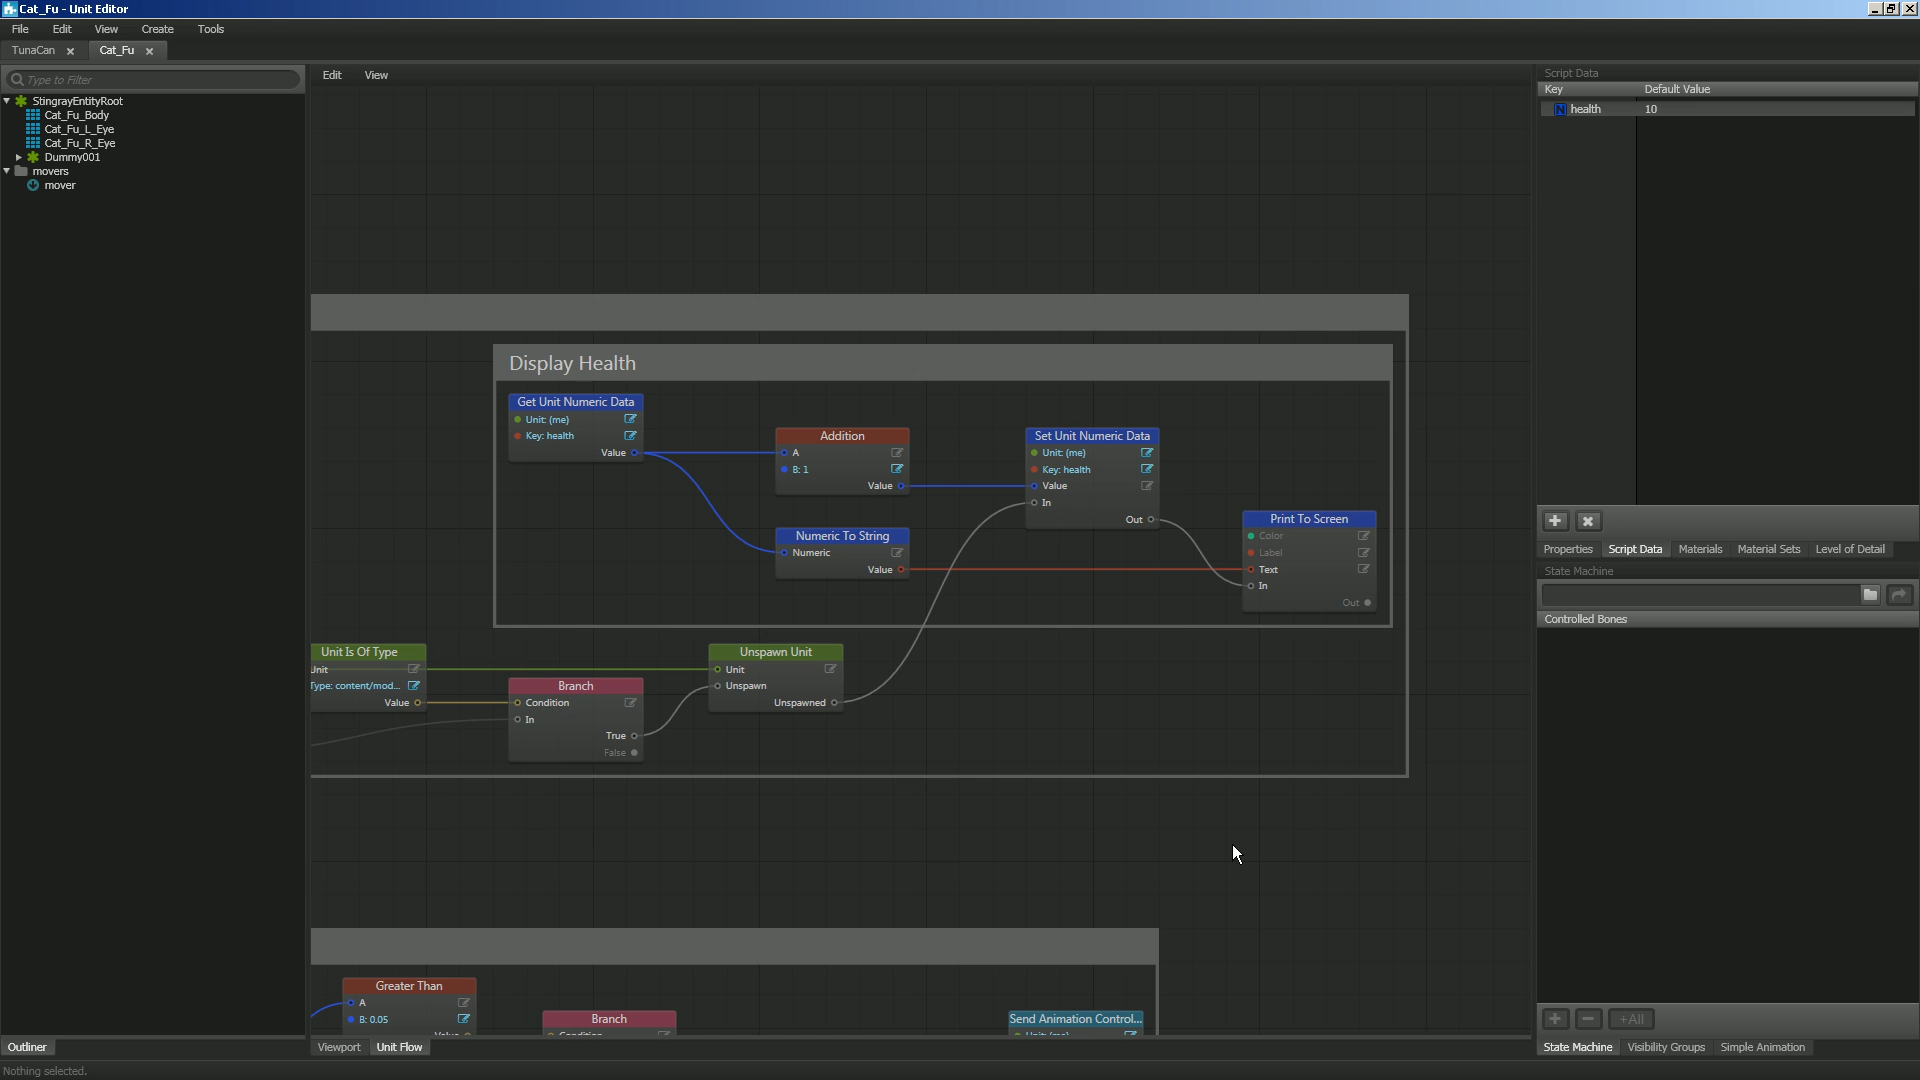 Cat_Fu - Unit Editor
File Edit View Create Tools
TunaCan Cat_Fu
Type to Filter
StingrayEntityRoot
Cat_Fu_Body
Cat_Fu_L_Eye
Cat_Fu_R_Eye
Dummy001
movers
mover
Outliner
Edit View
Display Health
Get Unit Numeric Data
Unit: (me)
Key: health
Value
Addition
A
B: 1
Value
Numeric To String
Numeric
Value
Set Unit Numeric Data
Unit: (me)
Key: health
Value
In
Out
Print To Screen
Color
Label
Text
In
Out
Unit Is Of Type
Unit
Type: content/mod...
Value
Branch
Condition
In
True
False
Unspawn Unit
Unit
Unspawn
Unspawned
Greater Than
A
B: 0.05
Value
Branch
Condition
Send Animation Control...
Unit: (me)
Viewport Unit Flow
Script Data
Key Default Value
N health 10
Properties Script Data Materials Material Sets Level of Detail
State Machine
Controlled Bones
+All
State Machine Visibility Groups Simple Animation
Nothing selected.